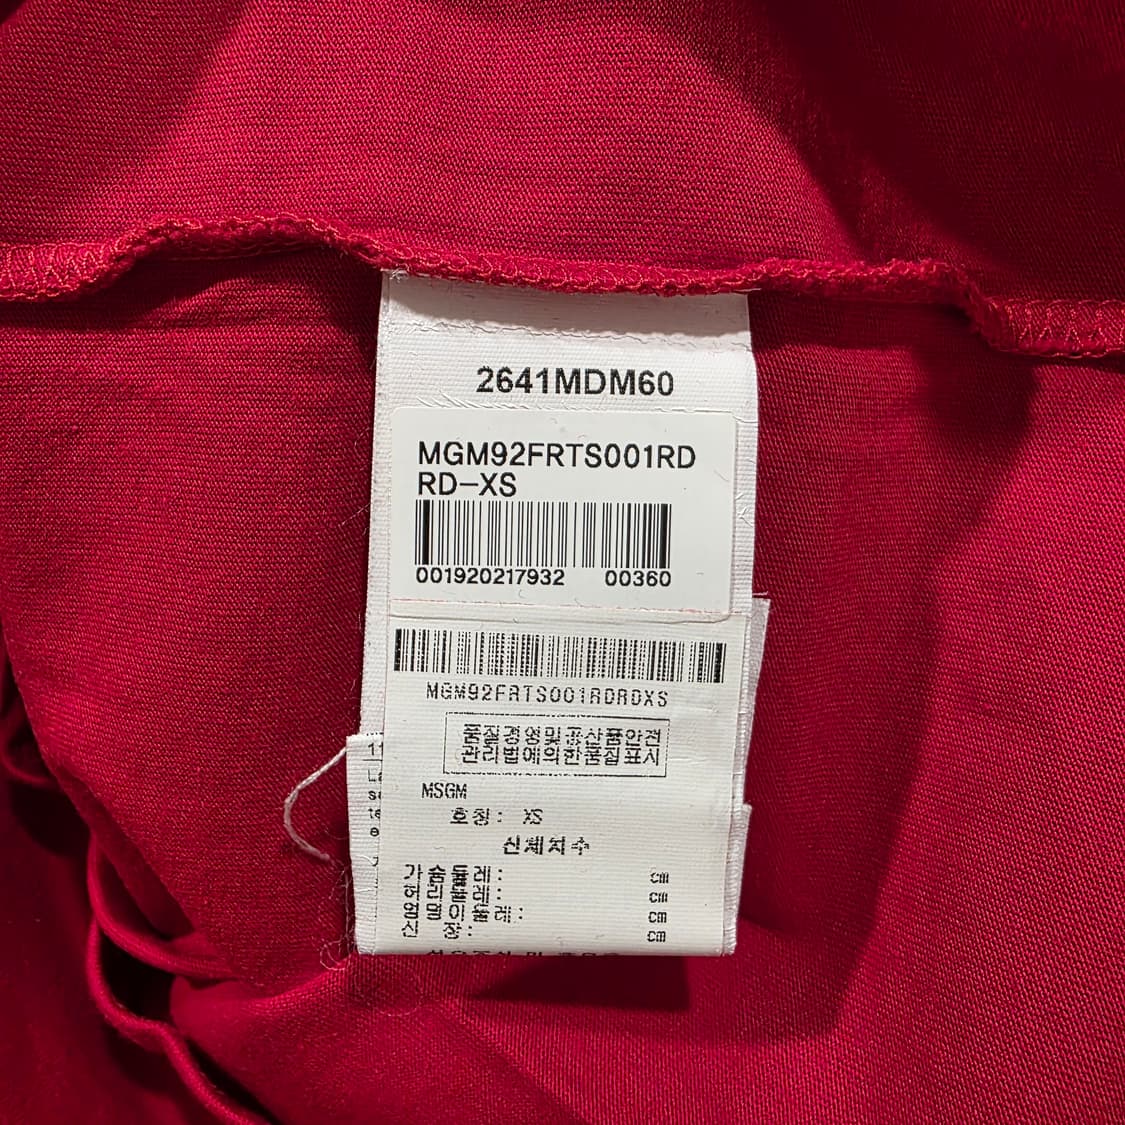 2641MDM60
MGM92FRTS001RD
RD-XS
001920217932 00360
MGM92FRTS001RDRDXS
품질경영및공산품안전
관리법에의한품질표시
MSGM
호칭: XS
신체치수
가슴둘레: cm
허리둘레: cm
엉덩이둘레: cm
신 장: cm
11